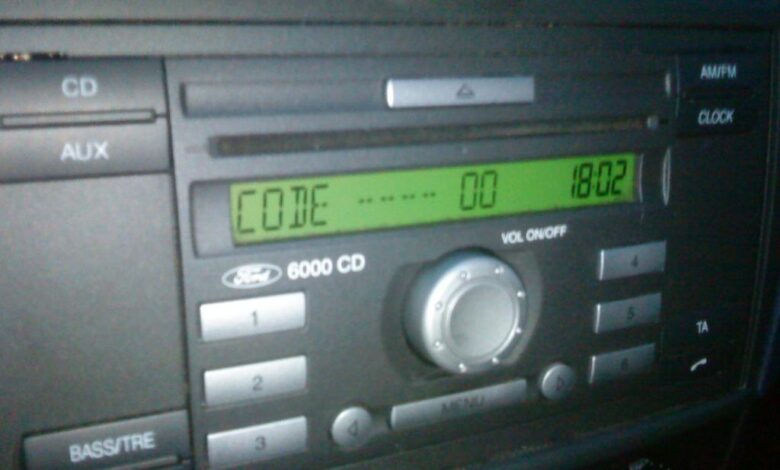 CD
AUX
AM/FM
CLOCK
CODE ---- 00 18:02
VOL ON/OFF
Ford 6000 CD
1
2
3
4
5
6
TA
MENU
BASS/TRE